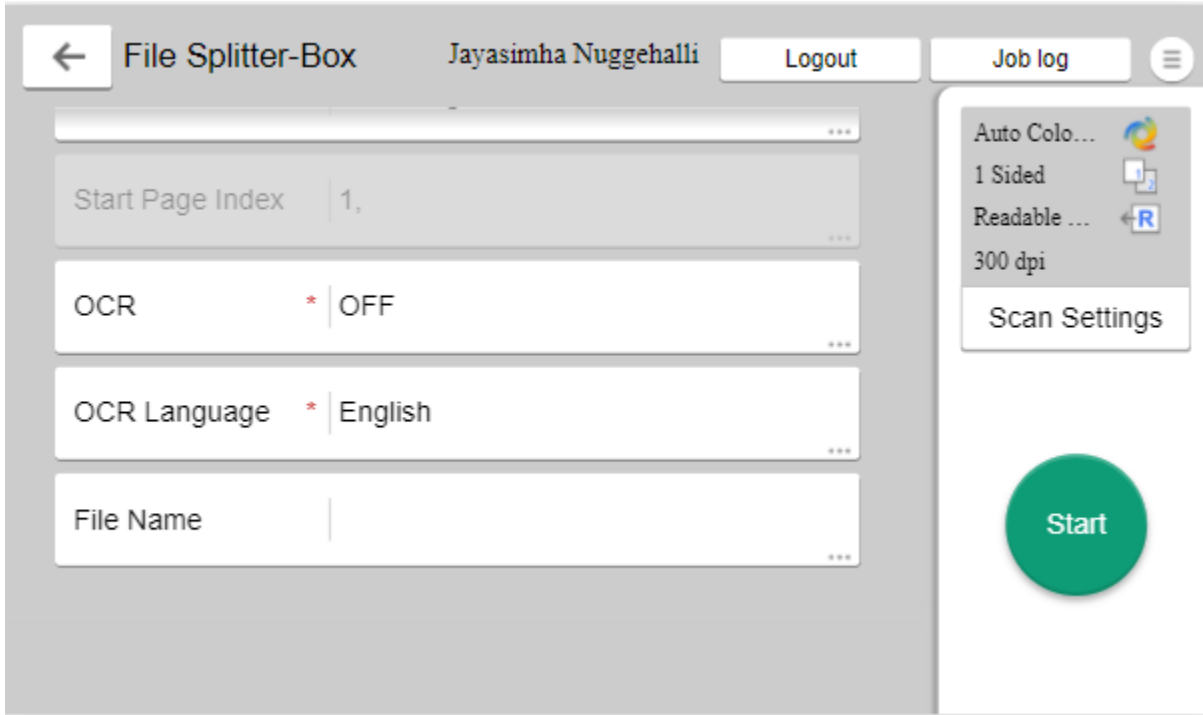 File Splitter-Box
Jayasimha Nuggehalli
Logout
Job log
Start Page Index 1,
OCR * OFF
OCR Language * English
File Name
Auto Colo...
1 Sided
Readable ...
R
300 dpi
Scan Settings
Start